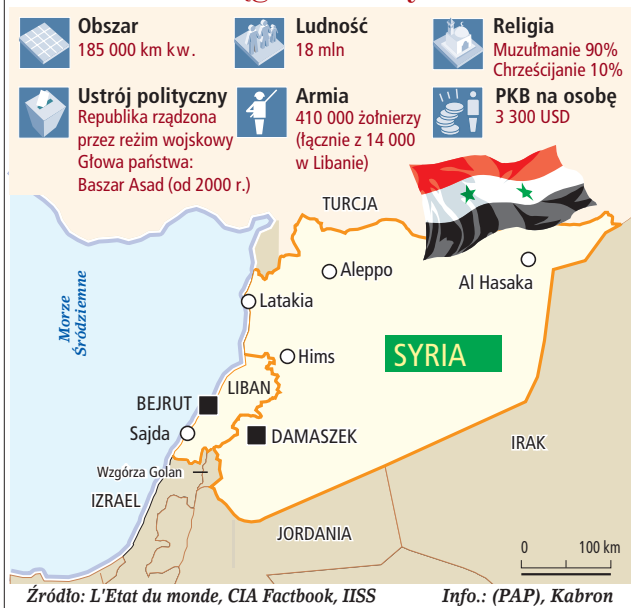 Obszar
185 000 km kw.
Ludność
18 mln
Religia
Muzułmanie 90%
Chrześcijanie 10%
Ustrój polityczny
Republika rządzona
przez reżim wojskowy
Głowa państwa:
Baszar Asad (od 2000 r.)
Armia
410 000 żołnierzy
(łącznie z 14 000
w Libanie)
PKB na osobę
3 300 USD
TURCJA
Aleppo
Al Hasaka
Latakia
Morze
Śródziemne
Hims
SYRIA
LIBAN
BEJRUT
Sajda
DAMASZEK
IRAK
Wzgórza Golan
IZRAEL
JORDANIA
0 100 km
Źródło: L'Etat du monde, CIA Factbook, IISS
Info.: (PAP), Kabron